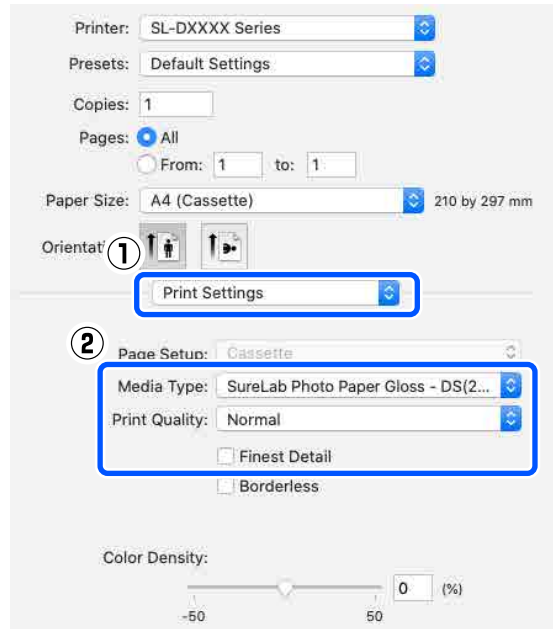 Printer: SL-DXXXX Series
Presets: Default Settings
Copies: 1
Pages: All
From: 1 to: 1
Paper Size: A4 (Cassette) 210 by 297 mm
Orientati
①
Print Settings
②
Page Setup: Cassette
Media Type: SureLab Photo Paper Gloss - DS(2...
Print Quality: Normal
Finest Detail
Borderless
Color Density:
0 (%)
-50 50